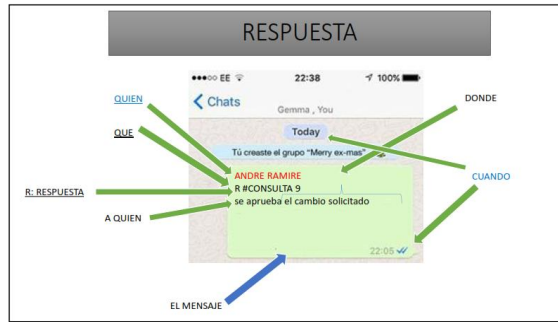 RESPUESTA
●●●○○ EE 22:38 100%
Chats
Gemma , You
Today
Tú creaste el grupo "Merry ex-mas"
ANDRE RAMIRE
R #CONSULTA 9
se aprueba el cambio solicitado
22:05
QUIEN
QUE
R: RESPUESTA
A QUIEN
EL MENSAJE
DONDE
CUANDO